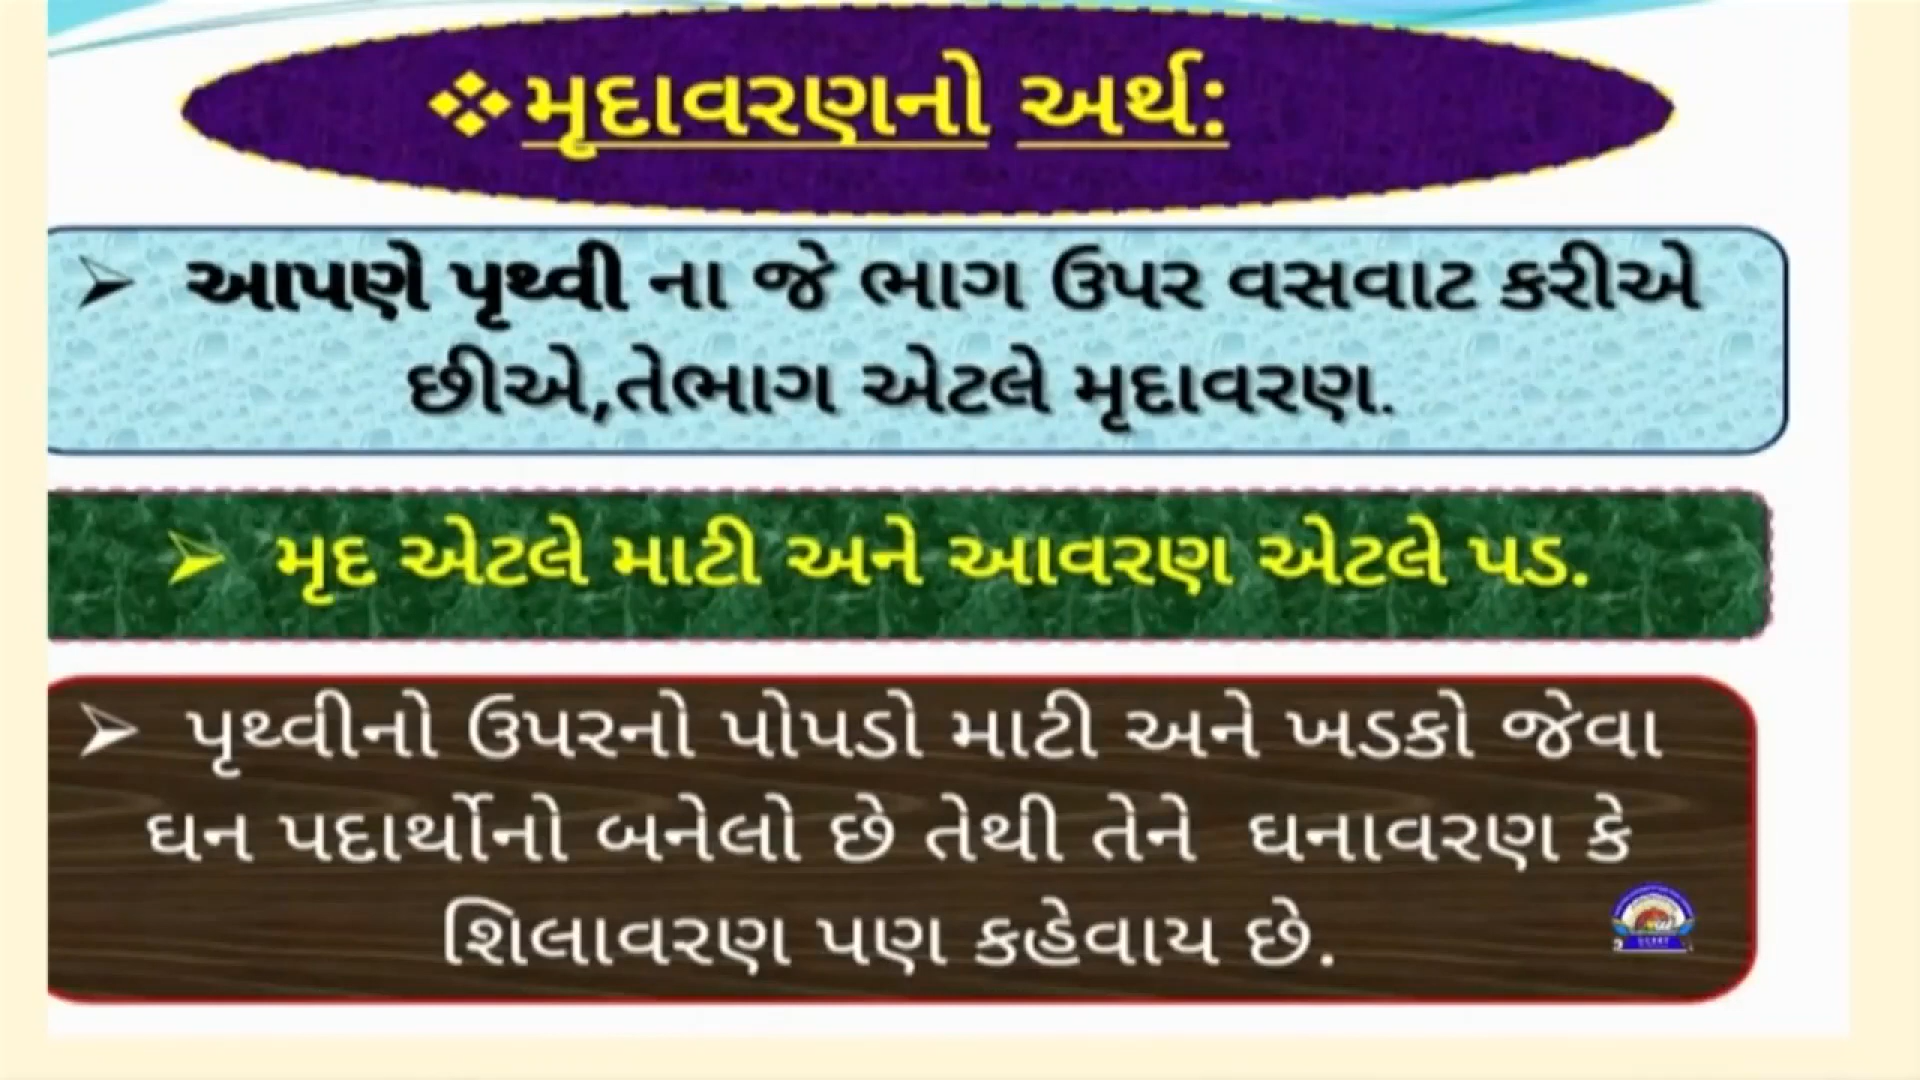 ❖મૃદાવરણનો અર્થ:
➢ આપણે પૃથ્વી ના જે ભાગ ઉપર વસવાટ કરીએ
છીએ,તેભાગ એટલે મૃદાવરણ.
➢ મૃદ એટલે માટી અને આવરણ એટલે પડ.
➢ પૃથ્વીનો ઉપરનો પોપડો માટી અને ખડકો જેવા
ઘન પદાર્થોનો બનેલો છે તેથી તેને ઘનાવરણ કે
શિલાવરણ પણ કહેવાય છે.